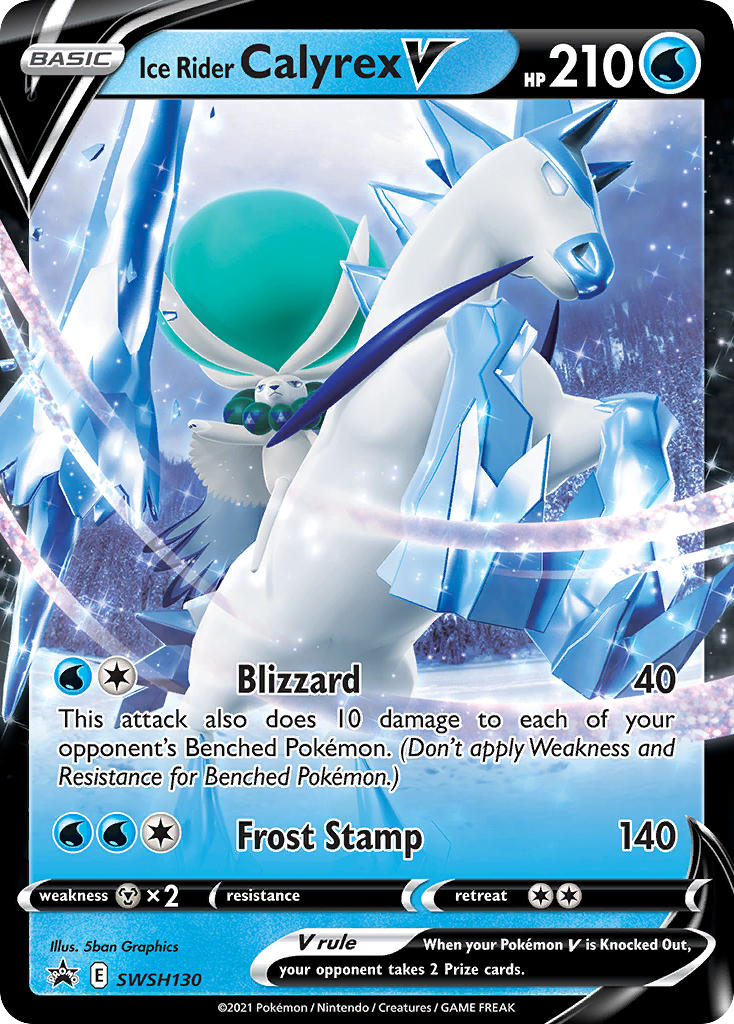 BASIC
Ice Rider Calyrex V HP 210
Blizzard 40
This attack also does 10 damage to each of your
opponent's Benched Pokémon. (Don't apply Weakness and
Resistance for Benched Pokémon.)
Frost Stamp 140
weakness ×2 resistance retreat
Illus. 5ban Graphics
V rule When your Pokémon V is Knocked Out,
your opponent takes 2 Prize cards.
PROMO E SWSH130
©2021 Pokémon / Nintendo / Creatures / GAME FREAK